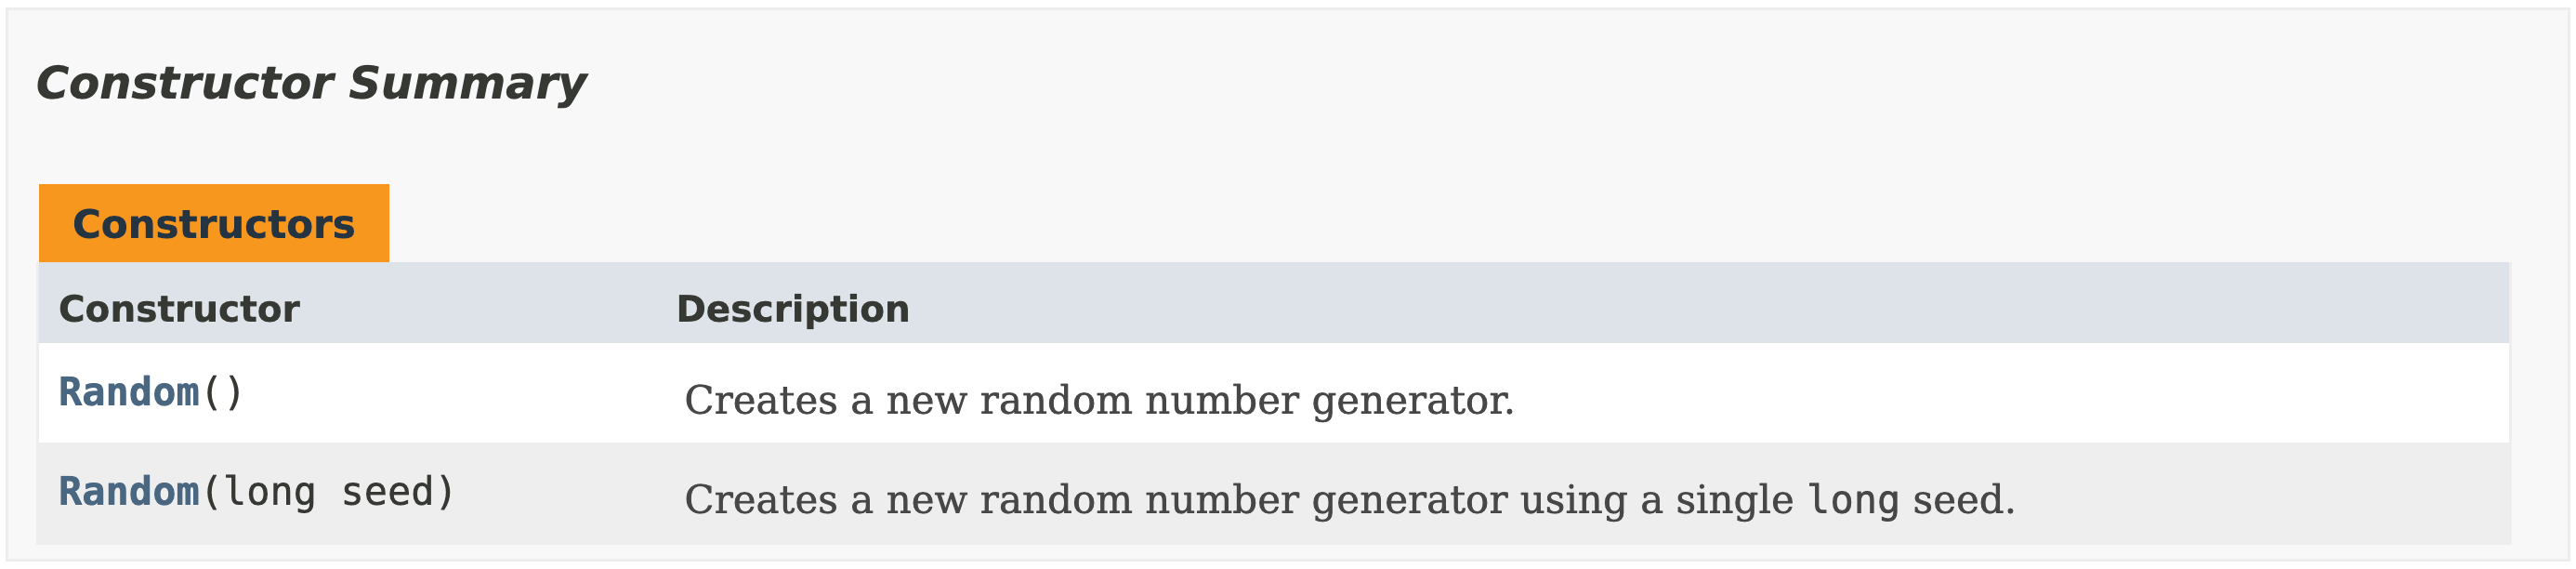 Constructor Summary
Constructors
Constructor Description
Random() Creates a new random number generator.
Random(long seed) Creates a new random number generator using a single long seed.